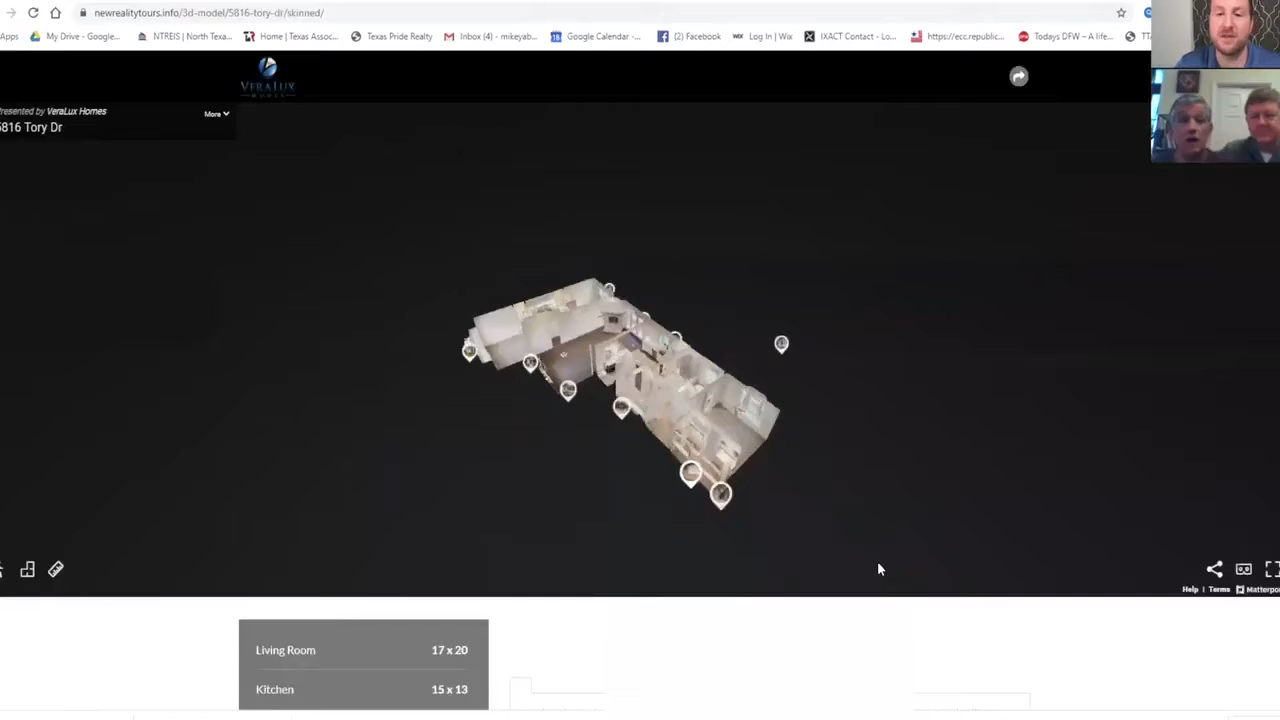 newrealitytours.info/3d-model/5816-tory-dr/skinned/
Apps My Drive - Google... NTREIS | North Texa... Home | Texas Assoc... Texas Pride Realty Inbox (4) - mikeyab... Google Calendar -... (2) Facebook WIX Log In | Wix IXACT Contact - Lo... https://ecc.republic... Todays DFW – A life...
VERALUX
Presented by VeraLux Homes
More
5816 Tory Dr
Help | Terms Matterpo
Living Room 17 x 20
Kitchen 15 x 13